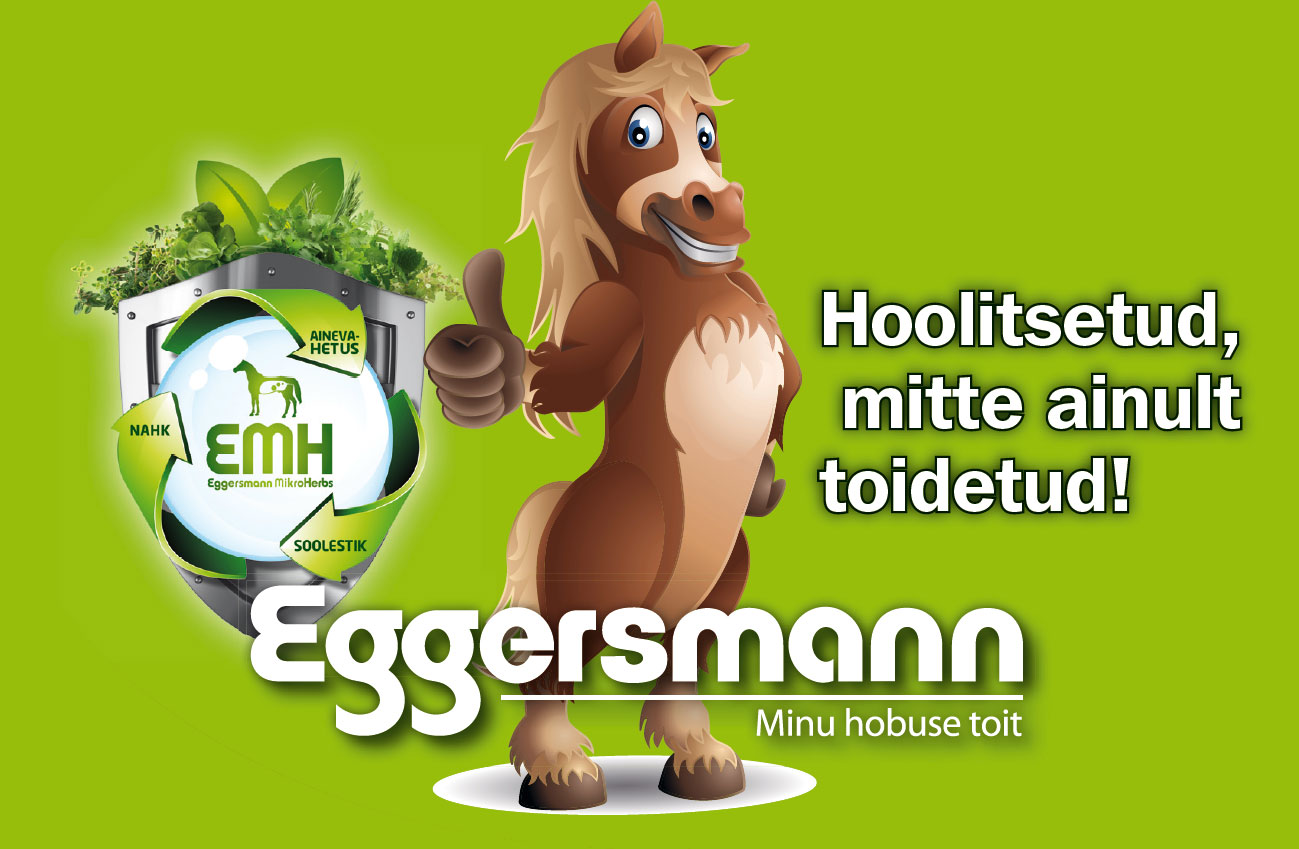 AINEVA-
HETUS
NAHK
EMH
Eggersmann MikroHerbs
SOOLESTIK
Hoolitsetud,
mitte ainult
toidetud!
Eggersmann
Minu hobuse toit